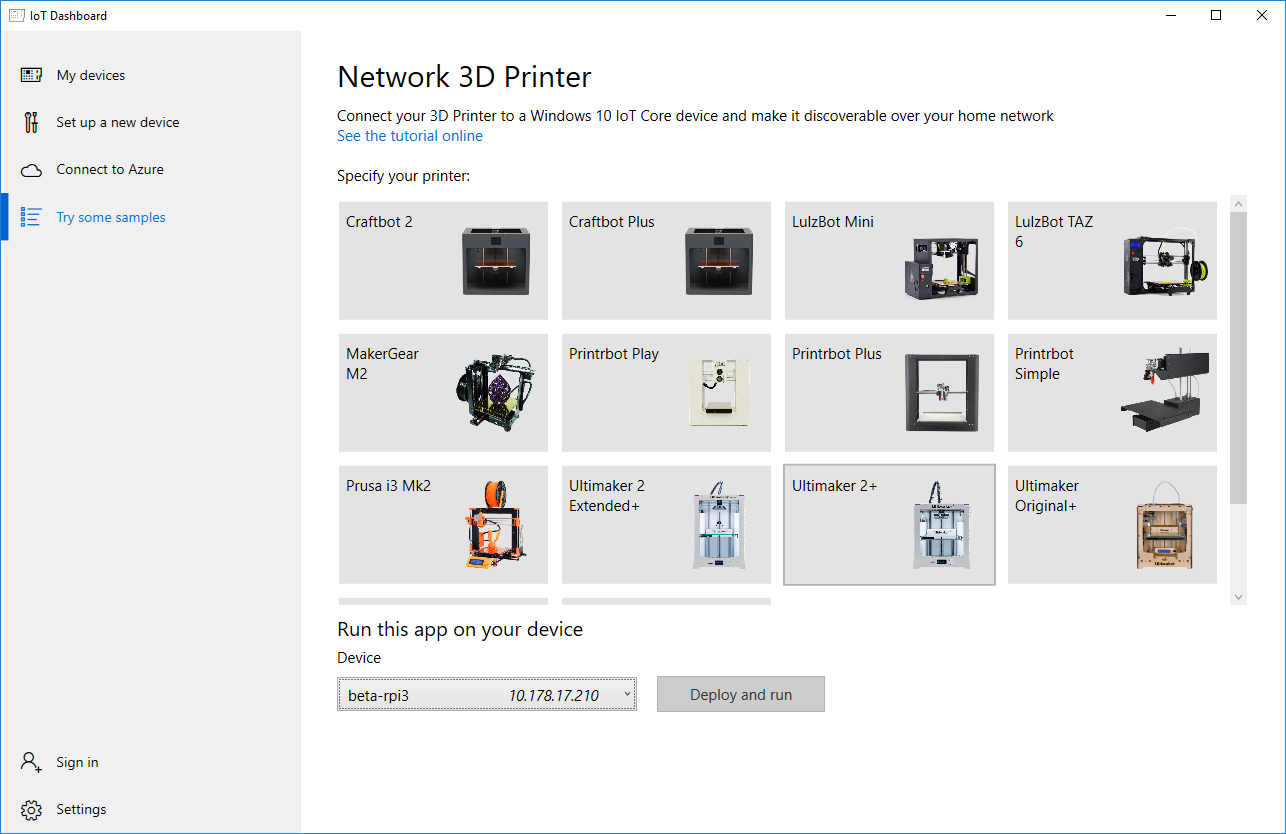 IoT Dashboard
My devices
Set up a new device
Connect to Azure
Try some samples
Sign in
Settings
Network 3D Printer
Connect your 3D Printer to a Windows 10 IoT Core device and make it discoverable over your home network
See the tutorial online
Specify your printer:
Craftbot 2
Craftbot Plus
LulzBot Mini
LulzBot TAZ
6
MakerGear
M2
Printrbot Play
Printrbot Plus
Printrbot
Simple
Prusa i3 Mk2
Ultimaker 2
Extended+
Ultimaker 2+
Ultimaker
Original+
Run this app on your device
Device
beta-rpi3 10.178.17.210
Deploy and run